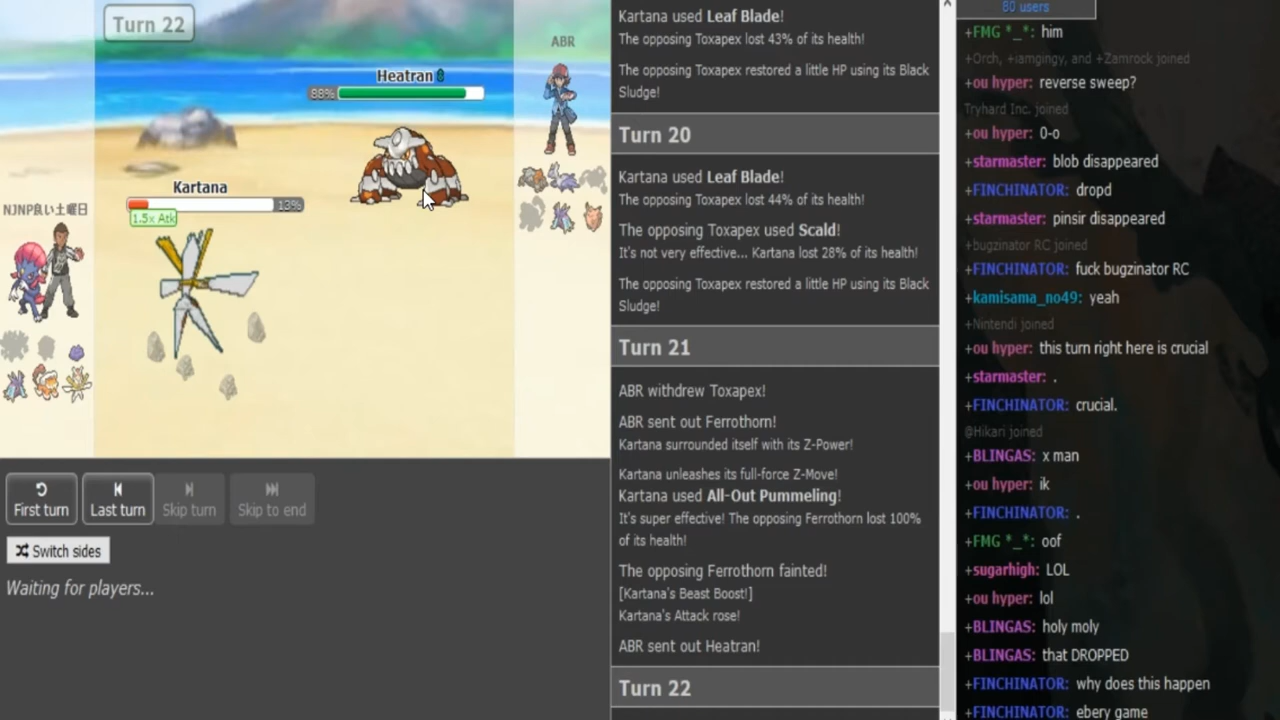 Turn 22
ABR
Heatran
88%
Kartana
13%
1.5x Atk
NJNP良い土曜日
First turn
Last turn
Skip turn
Skip to end
Switch sides
Waiting for players...
Kartana used Leaf Blade!
The opposing Toxapex lost 43% of its health!
The opposing Toxapex restored a little HP using its Black
Sludge!
Turn 20
Kartana used Leaf Blade!
The opposing Toxapex lost 44% of its health!
The opposing Toxapex used Scald!
It's not very effective... Kartana lost 28% of its health!
The opposing Toxapex restored a little HP using its Black
Sludge!
Turn 21
ABR withdrew Toxapex!
ABR sent out Ferrothorn!
Kartana surrounded itself with its Z-Power!
Kartana unleashes its full-force Z-Move!
Kartana used All-Out Pummeling!
It's super effective! The opposing Ferrothorn lost 100%
of its health!
The opposing Ferrothorn fainted!
[Kartana's Beast Boost!]
Kartana's Attack rose!
ABR sent out Heatran!
Turn 22
80 users
+FMG *_*: him
+Orch, +iamgingy, and +Zamrock joined
+ou hyper: reverse sweep?
Tryhard Inc. joined
+ou hyper: 0-o
+starmaster: blob disappeared
+FINCHINATOR: dropd
+starmaster: pinsir disappeared
+bugzinator RC joined
+FINCHINATOR: fuck bugzinator RC
+kamisama_no49: yeah
+Nintendi joined
+ou hyper: this turn right here is crucial
+starmaster: .
+FINCHINATOR: crucial.
@Hikari joined
+BLINGAS: x man
+ou hyper: ik
+FINCHINATOR: .
+FMG *_*: oof
+sugarhigh: LOL
+ou hyper: lol
+BLINGAS: holy moly
+BLINGAS: that DROPPED
+FINCHINATOR: why does this happen
+FINCHINATOR: ebery game